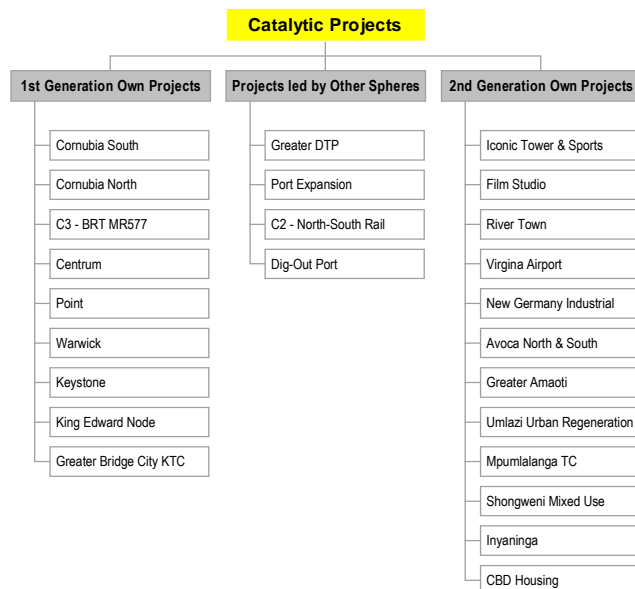 Catalytic Projects
1st Generation Own Projects
Cornubia South
Cornubia North
C3 - BRT MR577
Centrum
Point
Warwick
Keystone
King Edward Node
Greater Bridge City KTC
Projects led by Other Spheres
Greater DTP
Port Expansion
C2 - North-South Rail
Dig-Out Port
2nd Generation Own Projects
Iconic Tower & Sports
Film Studio
River Town
Virgina Airport
New Germany Industrial
Avoca North & South
Greater Amaoti
Umlazi Urban Regeneration
Mpumlalanga TC
Shongweni Mixed Use
Inyaninga
CBD Housing